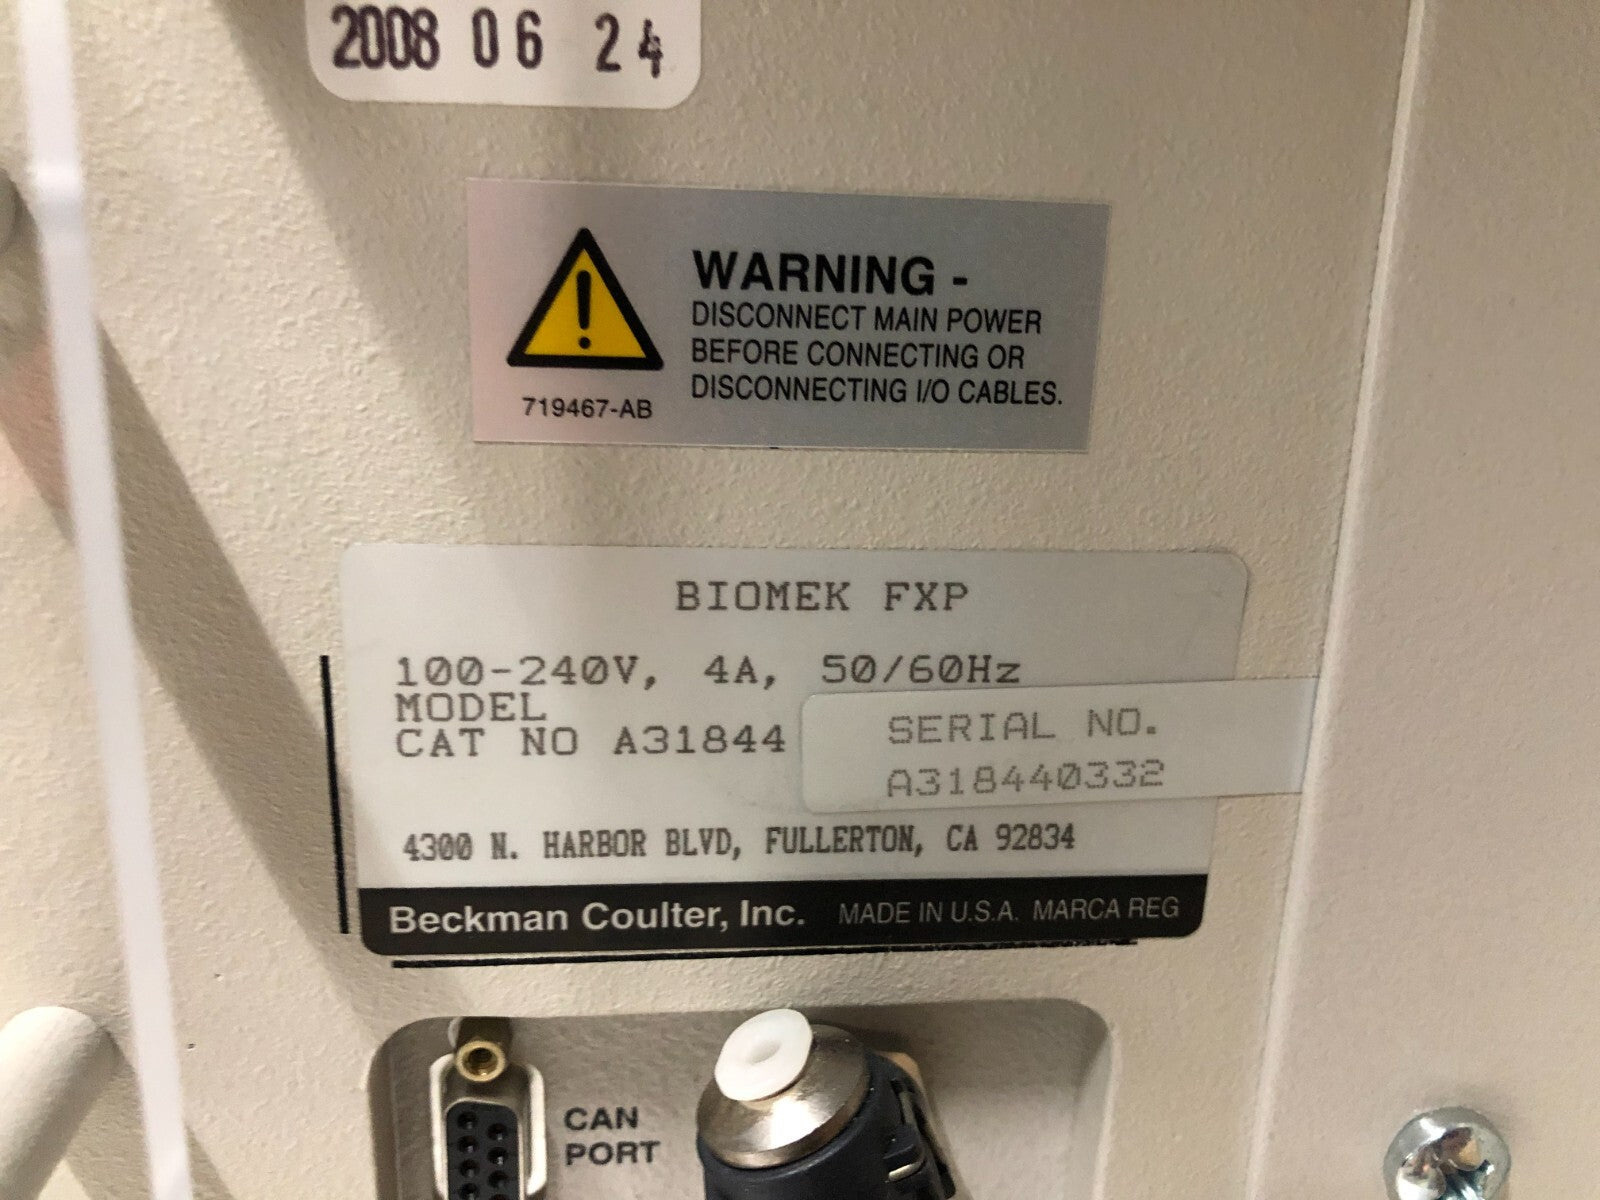 2008 06 24
WARNING -
DISCONNECT MAIN POWER
BEFORE CONNECTING OR
DISCONNECTING I/O CABLES.
719467-AB
BIOMEK FXP
100-240V, 4A, 50/60Hz
MODEL
CAT NO A31844
SERIAL NO.
A318440332
4300 N. HARBOR BLVD, FULLERTON, CA 92834
Beckman Coulter, Inc. MADE IN U.S.A. MARCA REG
CAN
PORT